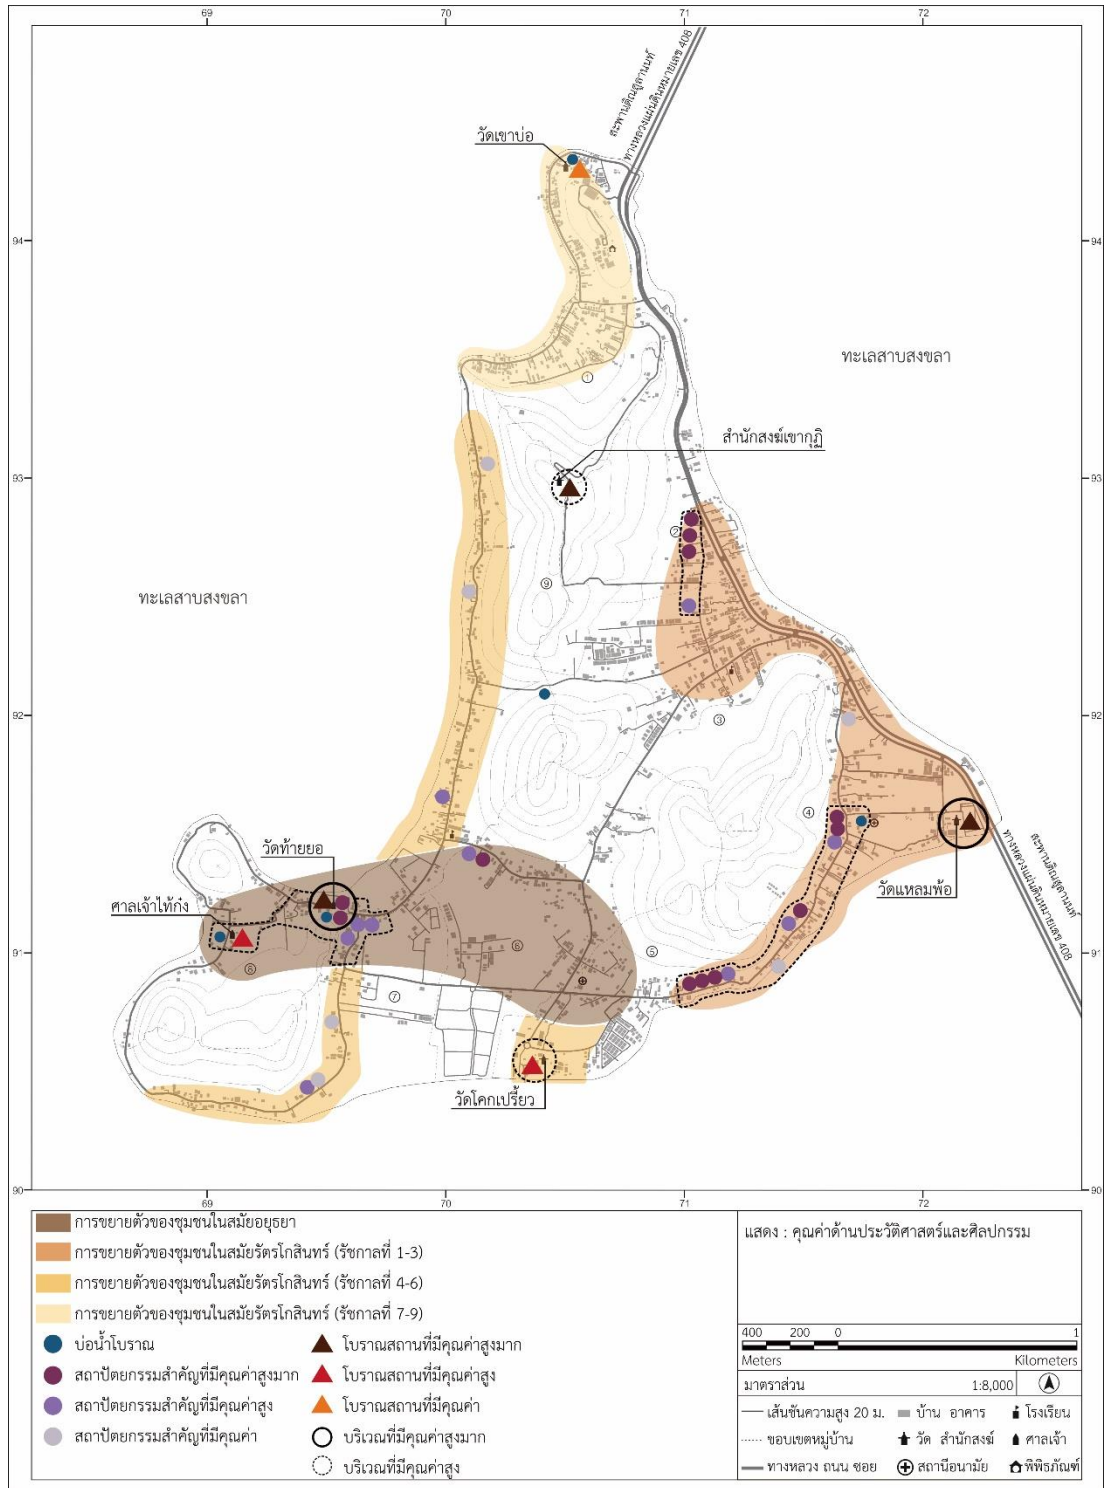 69 70 71 72
สะพานติณสูลานนท์
ทางหลวงแผ่นดินหมายเลข 408
วัดเขาบ่อ
94 94
ทะเลสาบสงขลา
①
สำนักสงฆ์เขากุฏิ
93 93
②
⑨
ทะเลสาบสงขลา
92 92
③
④
วัดท้ายยอ
สะพานติณสูลานนท์
ทางหลวงแผ่นดินหมายเลข 408
วัดแหลมพ้อ
ศาลเจ้าไท้ก๋ง
91 91
⑥
⑤
⑧
⑦
วัดโคกเปรี้ยว
90 90
69 70 71 72
การขยายตัวของชุมชนในสมัยอยุธยา
การขยายตัวของชุมชนในสมัยรัตรโกสินทร์ (รัชกาลที่ 1-3)
การขยายตัวของชุมชนในสมัยรัตรโกสินทร์ (รัชกาลที่ 4-6)
การขยายตัวของชุมชนในสมัยรัตรโกสินทร์ (รัชกาลที่ 7-9)
บ่อน้ำโบราณ
สถาปัตยกรรมสำคัญที่มีคุณค่าสูงมาก
สถาปัตยกรรมสำคัญที่มีคุณค่าสูง
สถาปัตยกรรมสำคัญที่มีคุณค่า
โบราณสถานที่มีคุณค่าสูงมาก
โบราณสถานที่มีคุณค่าสูง
โบราณสถานที่มีคุณค่า
บริเวณที่มีคุณค่าสูงมาก
บริเวณที่มีคุณค่าสูง
แสดง : คุณค่าด้านประวัติศาสตร์และศิลปกรรม
400 200 0 1
Meters Kilometers
มาตราส่วน 1:8,000
เส้นชันความสูง 20 ม. บ้าน อาคาร โรงเรียน
ขอบเขตหมู่บ้าน วัด สำนักสงฆ์ ศาลเจ้า
ทางหลวง ถนน ซอย สถานีอนามัย พิพิธภัณฑ์